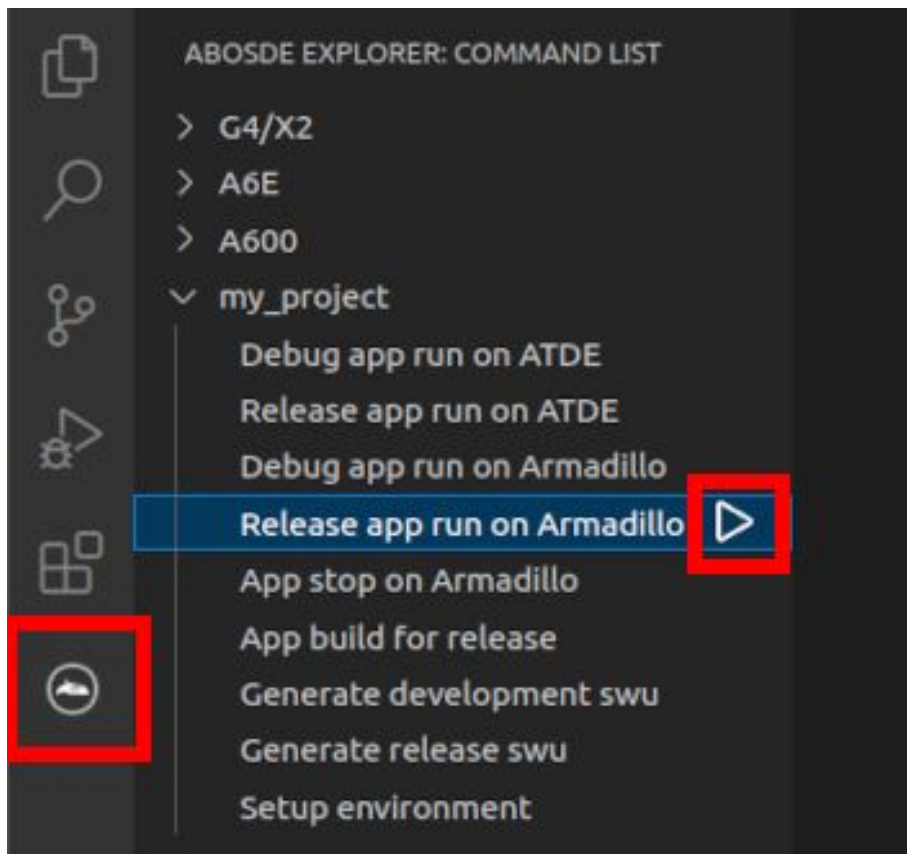 ABOSDE EXPLORER: COMMAND LIST
G4/X2
A6E
A600
my_project
Debug app run on ATDE
Release app run on ATDE
Debug app run on Armadillo
Release app run on Armadillo
App stop on Armadillo
App build for release
Generate development swu
Generate release swu
Setup environment